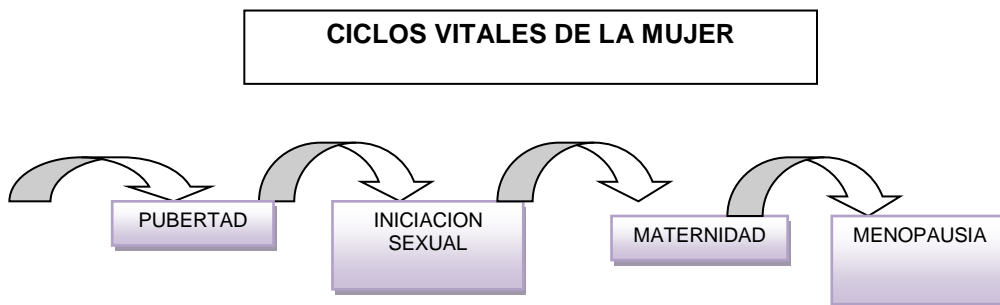 CICLOS VITALES DE LA MUJER
PUBERTAD
INICIACION
SEXUAL
MATERNIDAD
MENOPAUSIA